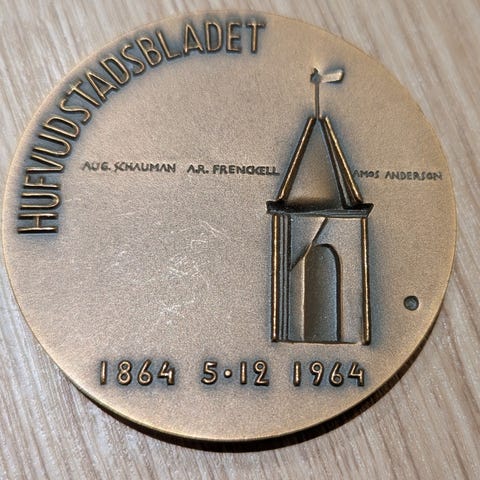 HUFVUDSTADSBLADET
AUG. SCHAUMAN A.R. FRENCKELL AMOS ANDERSON
1864 5·12 1964